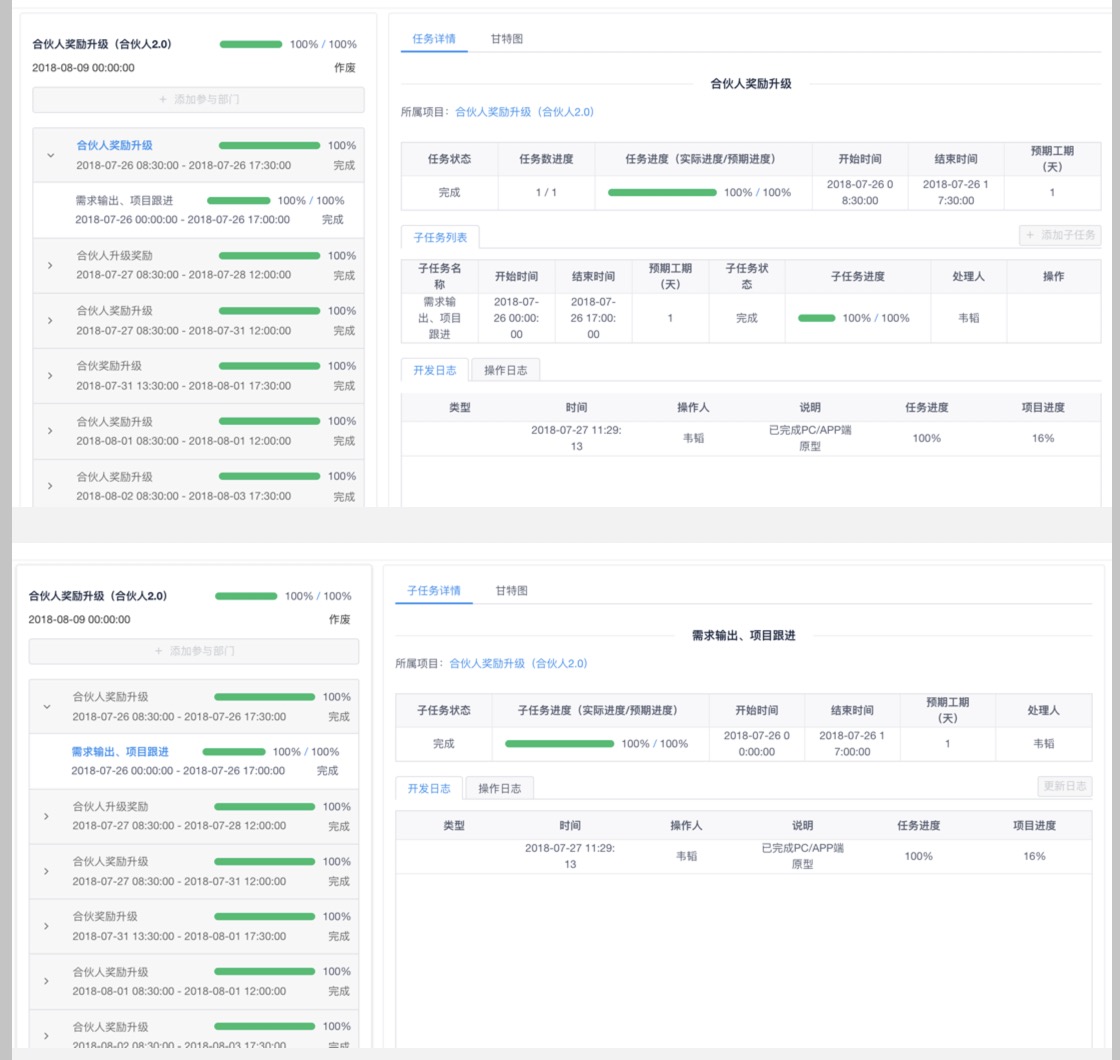 合伙人奖励升级（合伙人2.0） 100% / 100%
2018-08-09 00:00:00 作废
+ 添加参与部门
合伙人奖励升级 100%
2018-07-26 08:30:00 - 2018-07-26 17:30:00 完成
需求输出、项目跟进 100% / 100%
2018-07-26 00:00:00 - 2018-07-26 17:00:00 完成
合伙人升级奖励 100%
2018-07-27 08:30:00 - 2018-07-28 12:00:00 完成
合伙人奖励升级 100%
2018-07-27 08:30:00 - 2018-07-31 12:00:00 完成
合伙奖励升级 100%
2018-07-31 13:30:00 - 2018-08-01 17:30:00 完成
合伙人奖励升级 100%
2018-08-01 08:30:00 - 2018-08-01 12:00:00 完成
合伙人奖励升级 100%
2018-08-02 08:30:00 - 2018-08-03 17:30:00 完成
任务详情 甘特图
合伙人奖励升级
所属项目：合伙人奖励升级（合伙人2.0）
任务状态 任务数进度 任务进度（实际进度/预期进度） 开始时间 结束时间 预期工期
（天）
完成 1 / 1 100% / 100% 2018-07-26 0 2018-07-26 1 1
8:30:00 7:30:00
子任务列表 + 添加子任务
子任务名 开始时间 结束时间 预期工期 子任务状 子任务进度 处理人 操作
称 （天） 态
需求输 2018-07- 2018-07-
出、项目 26 00:00: 26 17:00: 1 完成 100% / 100% 韦韬
跟进 00 00
开发日志 操作日志
类型 时间 操作人 说明 任务进度 项目进度
2018-07-27 11:29: 韦韬 已完成PC/APP端 100% 16%
13 原型
合伙人奖励升级（合伙人2.0） 100% / 100%
2018-08-09 00:00:00 作废
+ 添加参与部门
合伙人奖励升级 100%
2018-07-26 08:30:00 - 2018-07-26 17:30:00 完成
需求输出、项目跟进 100% / 100%
2018-07-26 00:00:00 - 2018-07-26 17:00:00 完成
合伙人升级奖励 100%
2018-07-27 08:30:00 - 2018-07-28 12:00:00 完成
合伙人奖励升级 100%
2018-07-27 08:30:00 - 2018-07-31 12:00:00 完成
合伙奖励升级 100%
2018-07-31 13:30:00 - 2018-08-01 17:30:00 完成
合伙人奖励升级 100%
2018-08-01 08:30:00 - 2018-08-01 12:00:00 完成
合伙人奖励升级 100%
2018-08-02 08:30:00 - 2018-08-03 17:30:00 完成
子任务详情 甘特图
需求输出、项目跟进
所属项目：合伙人奖励升级（合伙人2.0）
子任务状态 子任务进度（实际进度/预期进度） 开始时间 结束时间 预期工期 处理人
（天）
完成 100% / 100% 2018-07-26 0 2018-07-26 1 1 韦韬
0:00:00 7:00:00
开发日志 操作日志 更新日志
类型 时间 操作人 说明 任务进度 项目进度
2018-07-27 11:29: 韦韬 已完成PC/APP端 100% 16%
13 原型